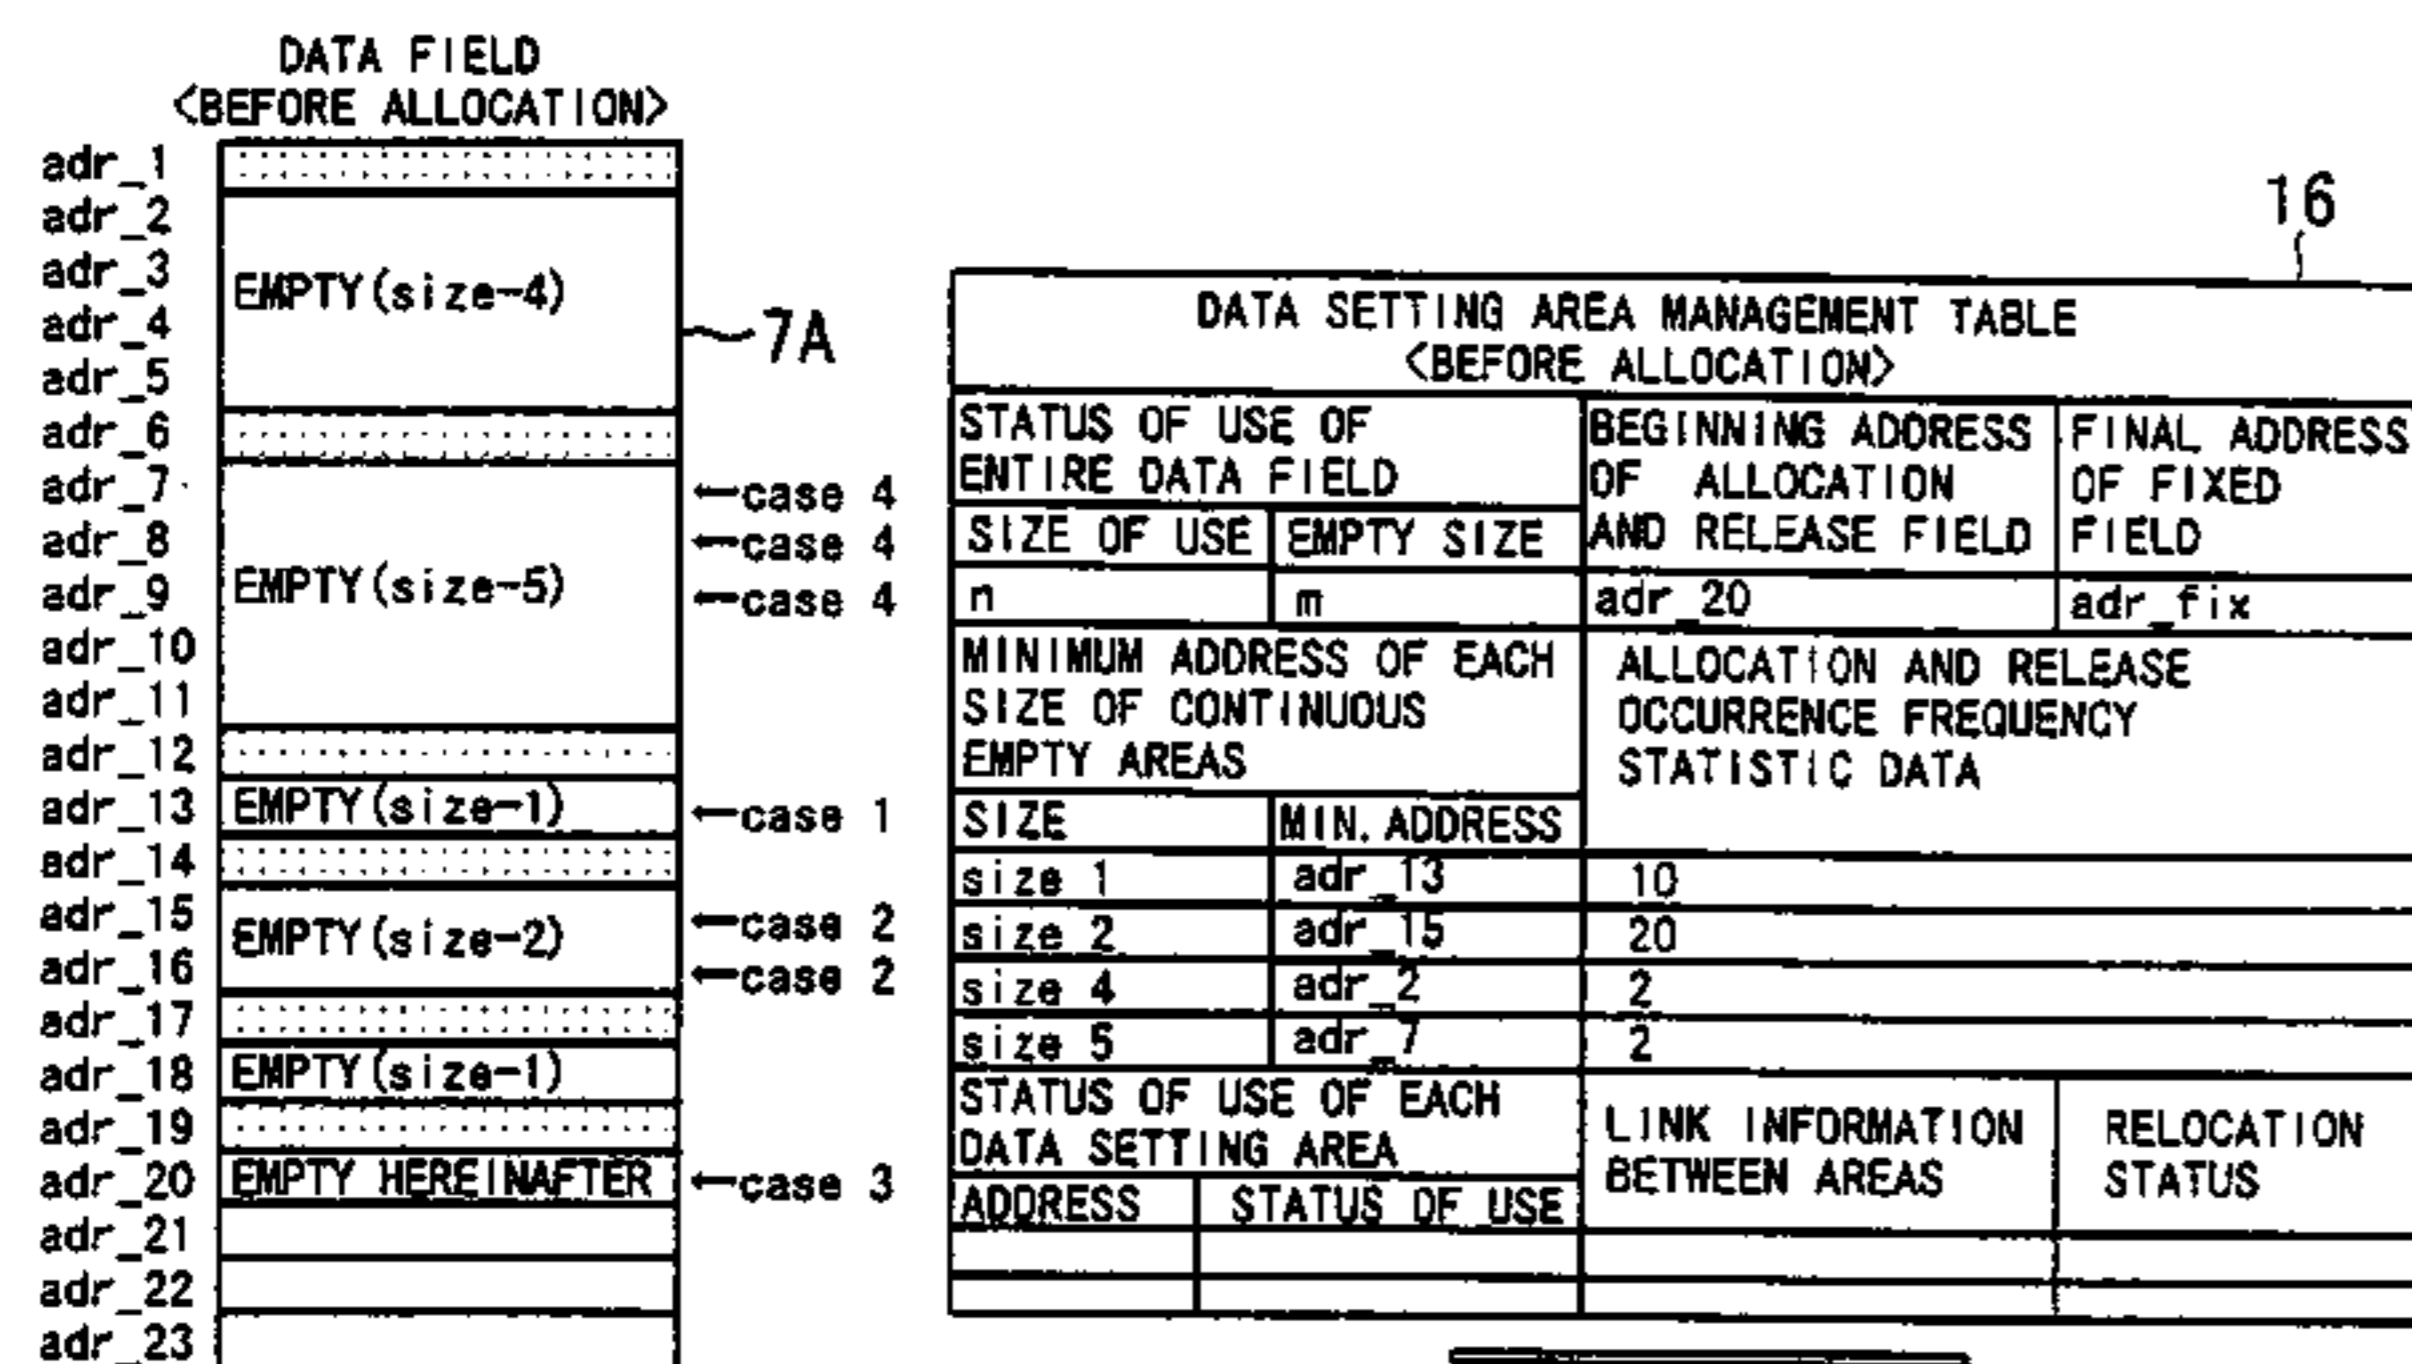 DATA FIELD
<BEFORE ALLOCATION>
adr_1
adr_2
adr_3
adr_4
adr_5
adr_6
adr_7
adr_8
adr_9
adr_10
adr_11
adr_12
adr_13
adr_14
adr_15
adr_16
adr_17
adr_18
adr_19
adr_20
adr_21
adr_22
adr_23
EMPTY(size-4)
EMPTY(size-5)
EMPTY(size-1)
EMPTY(size-2)
EMPTY(size-1)
EMPTY HEREINAFTER
7A
←case 4
←case 4
←case 4
←case 1
←case 2
←case 2
←case 3
16
DATA SETTING AREA MANAGEMENT TABLE
<BEFORE ALLOCATION>
STATUS OF USE OF
ENTIRE DATA FIELD
BEGINNING ADDRESS
OF ALLOCATION
AND RELEASE FIELD
FINAL ADDRESS
OF FIXED
FIELD
SIZE OF USE
EMPTY SIZE
n
m
adr_20
adr_fix
MINIMUM ADDRESS OF EACH
SIZE OF CONTINUOUS
EMPTY AREAS
ALLOCATION AND RELEASE
OCCURRENCE FREQUENCY
STATISTIC DATA
SIZE
MIN. ADDRESS
size 1
adr_13
10
size 2
adr_15
20
size 4
adr_2
2
size 5
adr_7
2
STATUS OF USE OF EACH
DATA SETTING AREA
LINK INFORMATION
BETWEEN AREAS
RELOCATION
STATUS
ADDRESS
STATUS OF USE